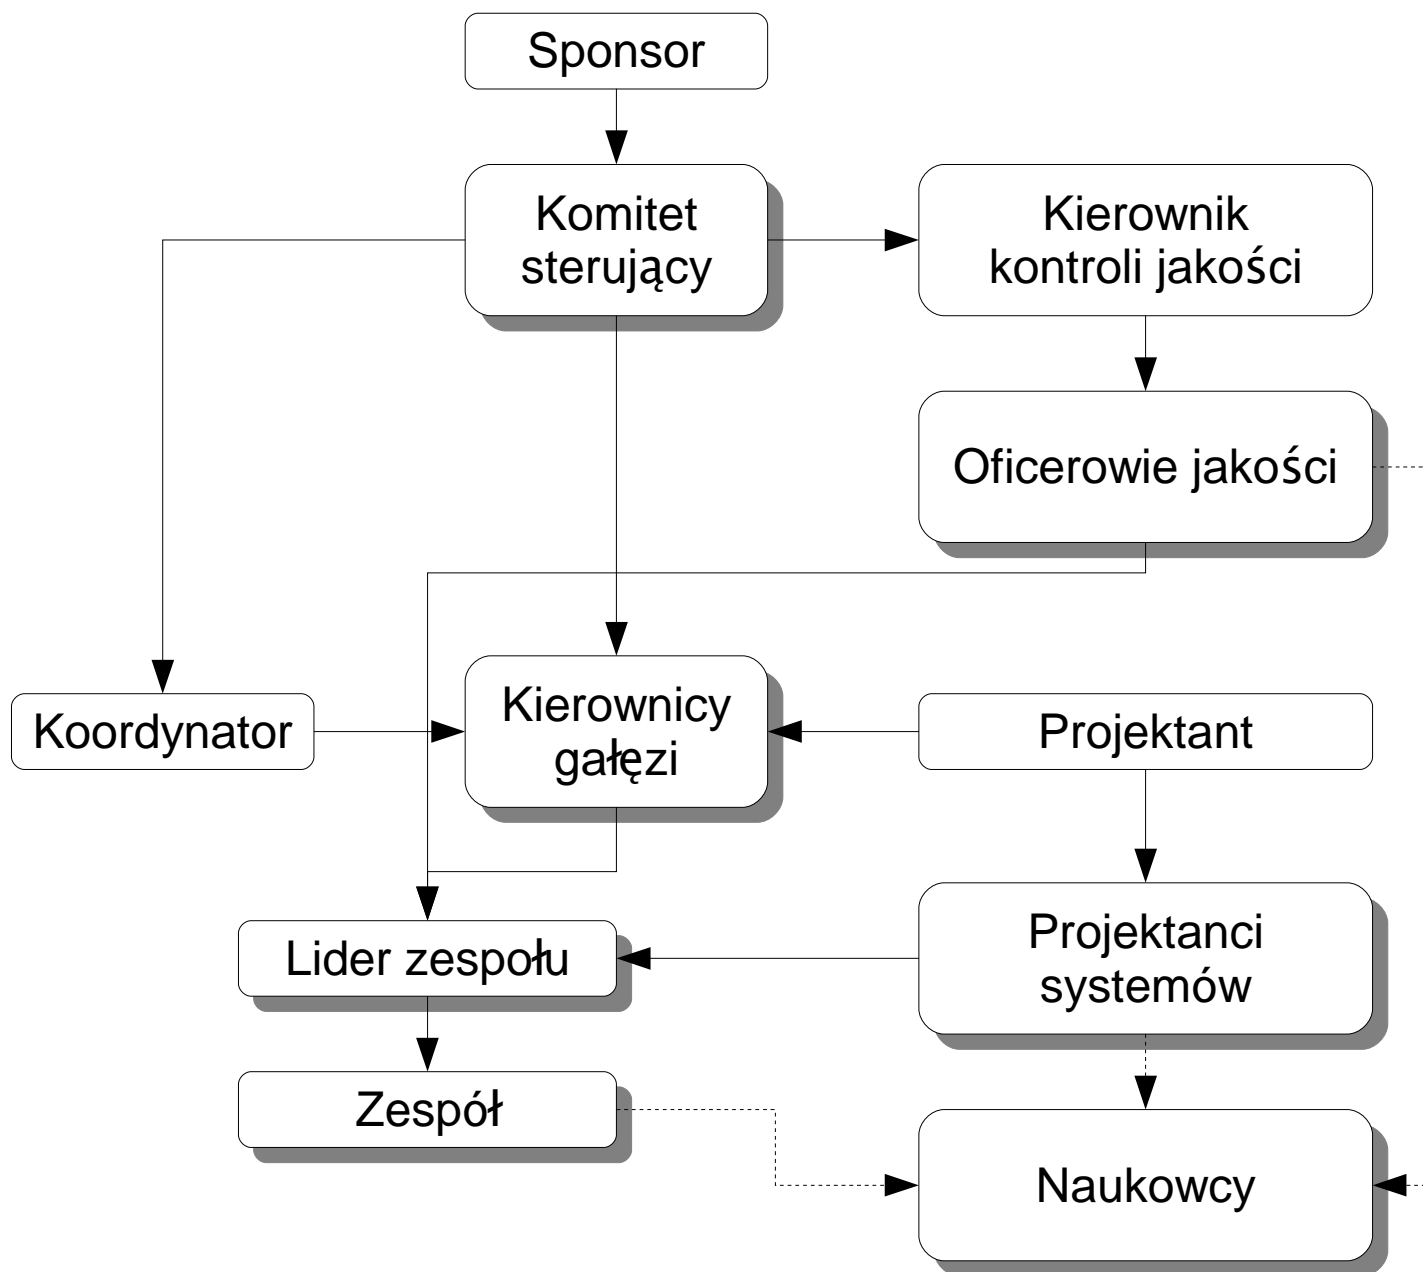 Sponsor
Komitet
sterujący
Kierownik
kontroli jakości
Oficerowie jakości
Koordynator
Kierownicy
gałęzi
Projektant
Lider zespołu
Projektanci
systemów
Zespół
Naukowcy